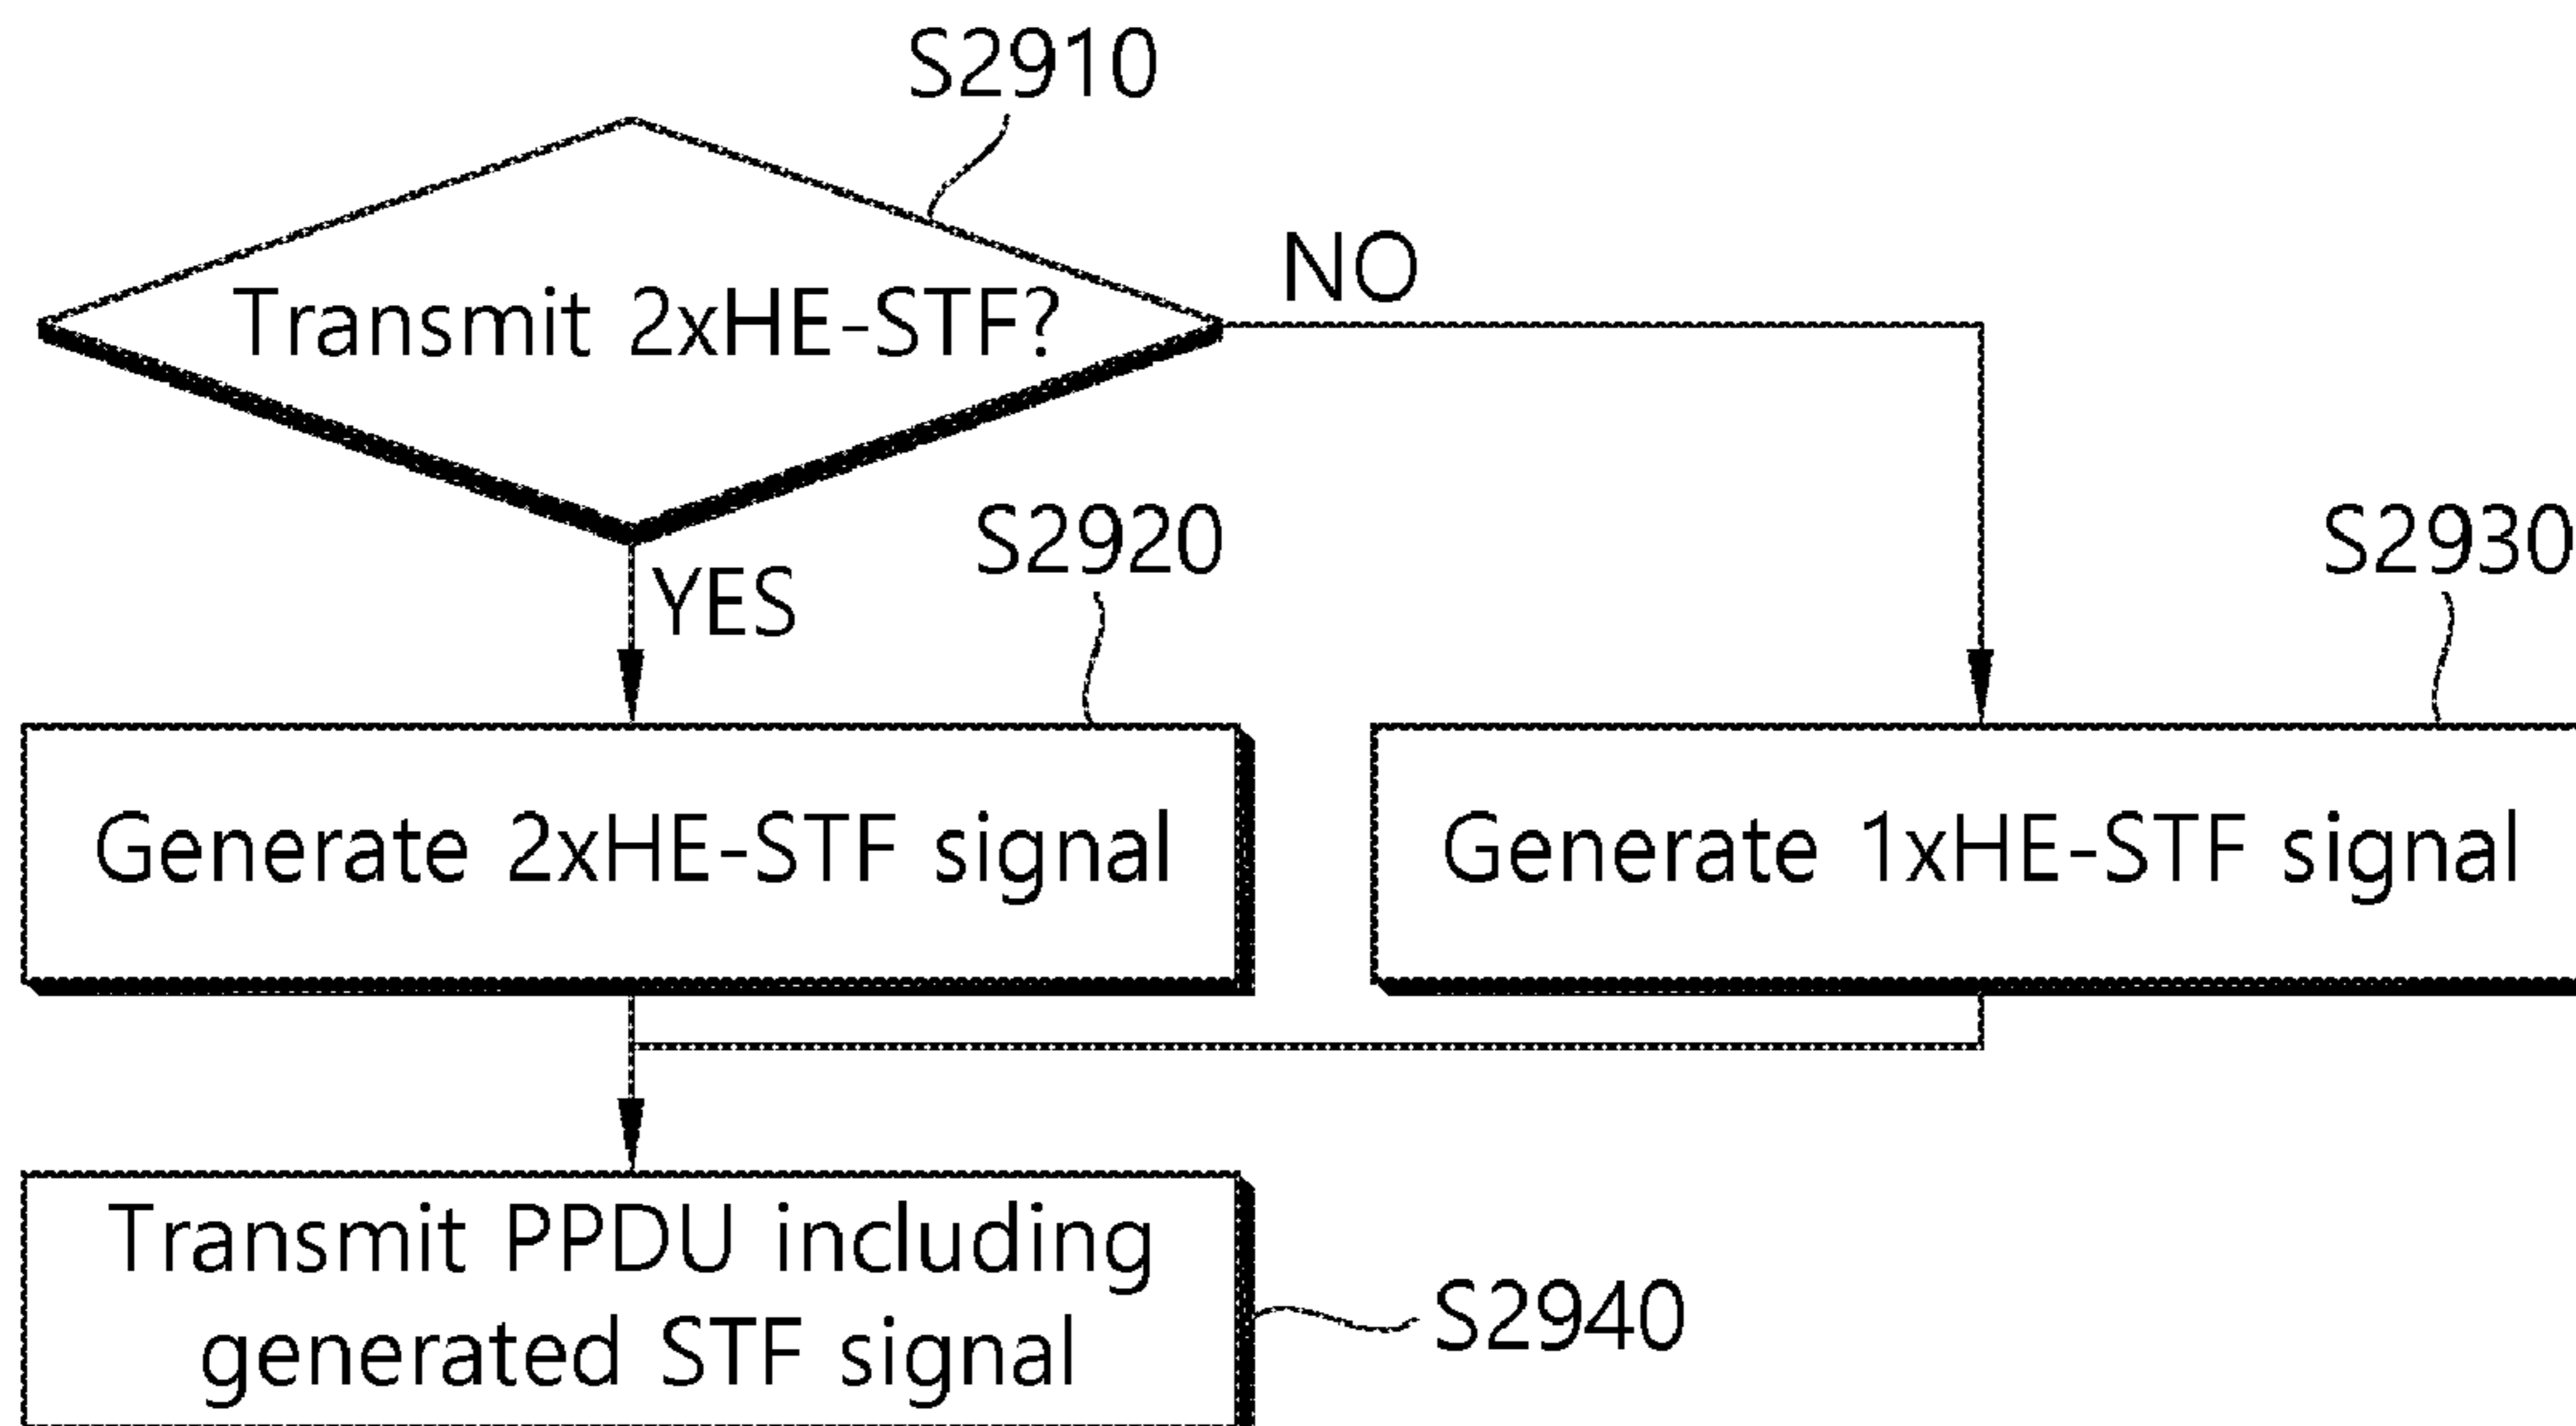 S2910
Transmit 2xHE-STF?
NO
YES
S2920
S2930
Generate 2xHE-STF signal
Generate 1xHE-STF signal
Transmit PPDU including
generated STF signal
S2940